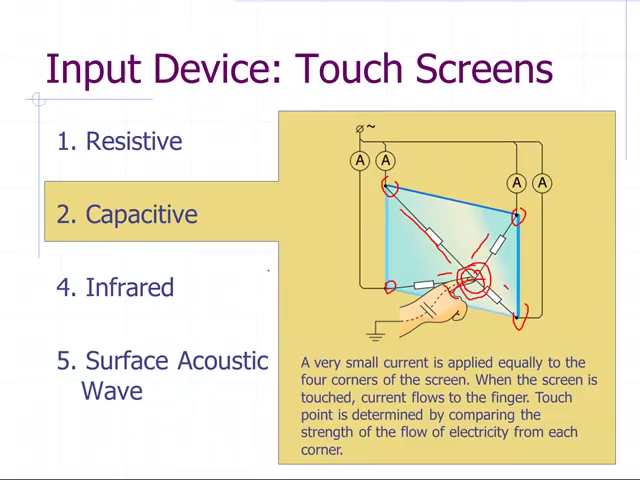 Input Device: Touch Screens
1. Resistive
2. Capacitive
4. Infrared
5. Surface Acoustic
Wave
~
A A
A A
A very small current is applied equally to the
four corners of the screen. When the screen is
touched, current flows to the finger. Touch
point is determined by comparing the
strength of the flow of electricity from each
corner.